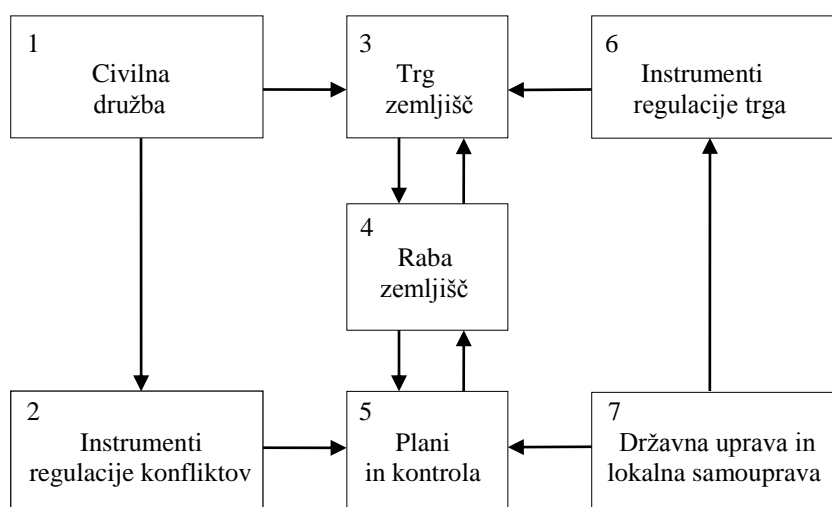 1
Civilna
družba
3
Trg
zemljišč
6
Instrumenti
regulacije trga
4
Raba
zemljišč
2
Instrumenti
regulacije konfliktov
5
Plani
in kontrola
7
Državna uprava in
lokalna samouprava